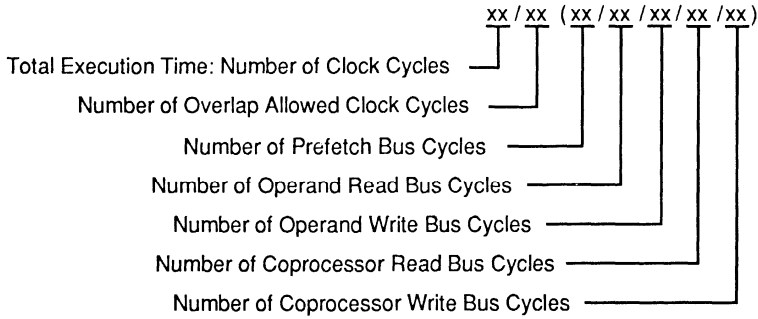 xx/xx (xx/xx/xx/xx/xx)
Total Execution Time: Number of Clock Cycles
Number of Overlap Allowed Clock Cycles
Number of Prefetch Bus Cycles
Number of Operand Read Bus Cycles
Number of Operand Write Bus Cycles
Number of Coprocessor Read Bus Cycles
Number of Coprocessor Write Bus Cycles